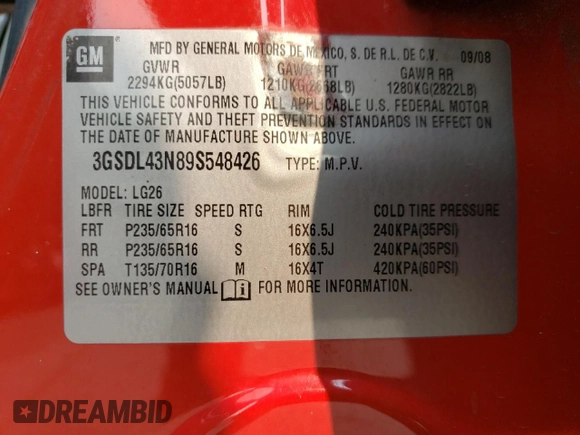 GM
MFD BY GENERAL MOTORS DE MEXICO, S. DE R.L. DE C.V. 09/08
GVWR GAWR FRT GAWR RR
2294KG(5057LB) 1210KG(2668LB) 1280KG(2822LB)
THIS VEHICLE CONFORMS TO ALL APPLICABLE U.S. FEDERAL MOTOR
VEHICLE SAFETY AND THEFT PREVENTION STANDARDS IN EFFECT ON
THE DATE OF MANUFACTURE SHOWN ABOVE.
3GSDL43N89S548426 TYPE: M.P.V.
MODEL: LG26
LBFR TIRE SIZE SPEED RTG RIM COLD TIRE PRESSURE
FRT P235/65R16 S 16X6.5J 240KPA(35PSI)
RR P235/65R16 S 16X6.5J 240KPA(35PSI)
SPA T135/70R16 M 16X4T 420KPA(60PSI)
SEE OWNER'S MANUAL FOR MORE INFORMATION.
DREAMBID